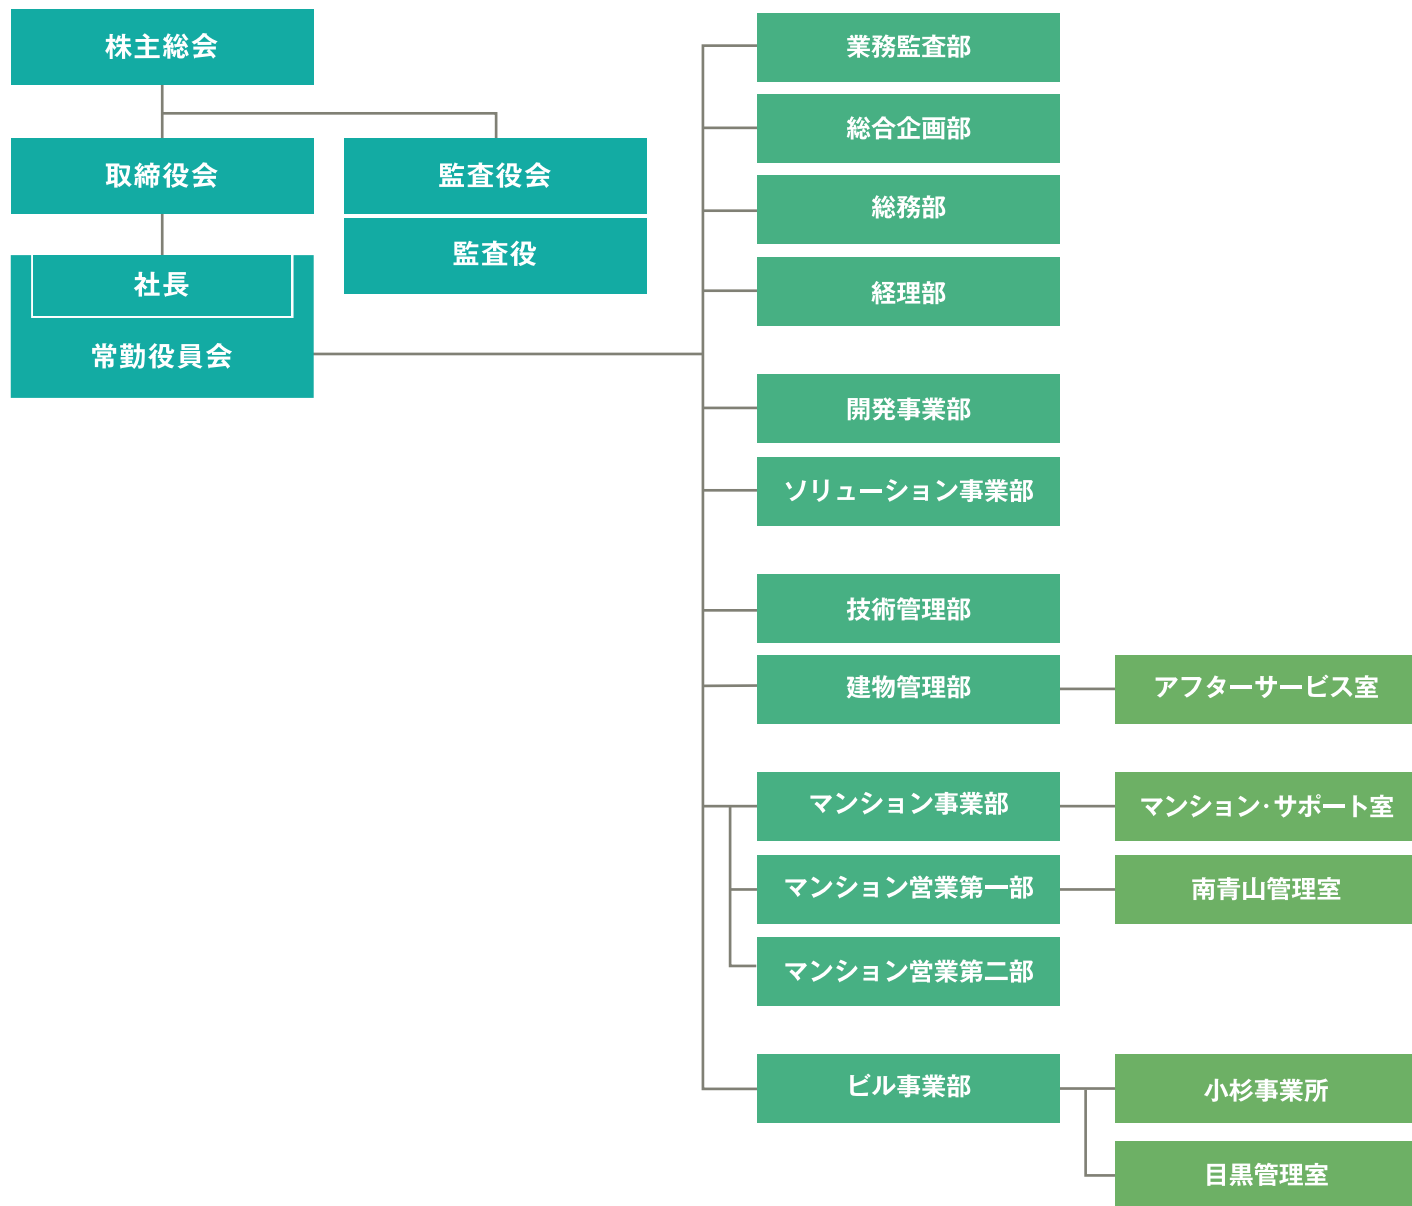 株主総会
取締役会
監査役会
監査役
社長
常勤役員会
業務監査部
総合企画部
総務部
経理部
開発事業部
ソリューション事業部
技術管理部
建物管理部
アフターサービス室
マンション事業部
マンション・サポート室
マンション営業第一部
南青山管理室
マンション営業第二部
ビル事業部
小杉事業所
目黒管理室